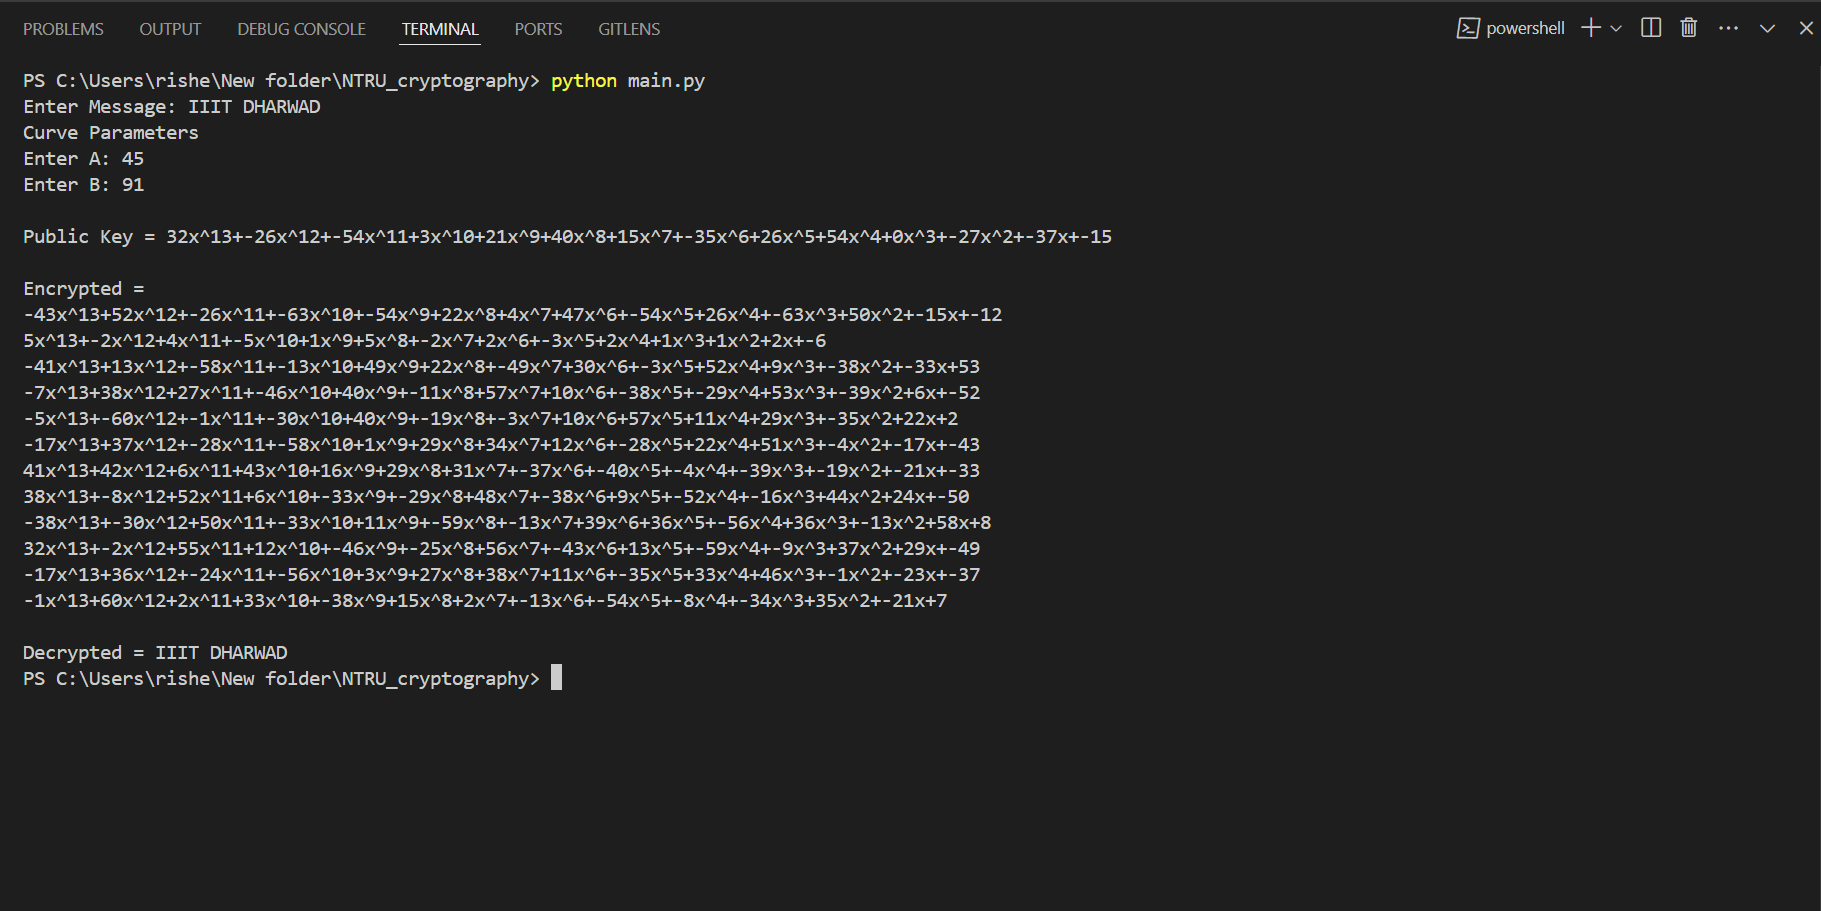 PROBLEMS OUTPUT DEBUG CONSOLE TERMINAL PORTS GITLENS powershell
PS C:\Users\rishe\New folder\NTRU_cryptography> python main.py
Enter Message: IIIT DHARWAD
Curve Parameters
Enter A: 45
Enter B: 91
Public Key = 32x^13+-26x^12+-54x^11+3x^10+21x^9+40x^8+15x^7+-35x^6+26x^5+54x^4+0x^3+-27x^2+-37x+-15
Encrypted =
-43x^13+52x^12+-26x^11+-63x^10+-54x^9+22x^8+4x^7+47x^6+-54x^5+26x^4+-63x^3+50x^2+-15x+-12
5x^13+-2x^12+4x^11+-5x^10+1x^9+5x^8+-2x^7+2x^6+-3x^5+2x^4+1x^3+1x^2+2x+-6
-41x^13+13x^12+-58x^11+-13x^10+49x^9+22x^8+-49x^7+30x^6+-3x^5+52x^4+9x^3+-38x^2+-33x+53
-7x^13+38x^12+27x^11+-46x^10+40x^9+-11x^8+57x^7+10x^6+-38x^5+-29x^4+53x^3+-39x^2+6x+-52
-5x^13+-60x^12+-1x^11+-30x^10+40x^9+-19x^8+-3x^7+10x^6+57x^5+11x^4+29x^3+-35x^2+22x+2
-17x^13+37x^12+-28x^11+-58x^10+1x^9+29x^8+34x^7+12x^6+-28x^5+22x^4+51x^3+-4x^2+-17x+-43
41x^13+42x^12+6x^11+43x^10+16x^9+29x^8+31x^7+-37x^6+-40x^5+-4x^4+-39x^3+-19x^2+-21x+-33
38x^13+-8x^12+52x^11+6x^10+-33x^9+-29x^8+48x^7+-38x^6+9x^5+-52x^4+-16x^3+44x^2+24x+-50
-38x^13+-30x^12+50x^11+-33x^10+11x^9+-59x^8+-13x^7+39x^6+36x^5+-56x^4+36x^3+-13x^2+58x+8
32x^13+-2x^12+55x^11+12x^10+-46x^9+-25x^8+56x^7+-43x^6+13x^5+-59x^4+-9x^3+37x^2+29x+-49
-17x^13+36x^12+-24x^11+-56x^10+3x^9+27x^8+38x^7+11x^6+-35x^5+33x^4+46x^3+-1x^2+-23x+-37
-1x^13+60x^12+2x^11+33x^10+-38x^9+15x^8+2x^7+-13x^6+-54x^5+-8x^4+-34x^3+35x^2+-21x+7
Decrypted = IIIT DHARWAD
PS C:\Users\rishe\New folder\NTRU_cryptography>